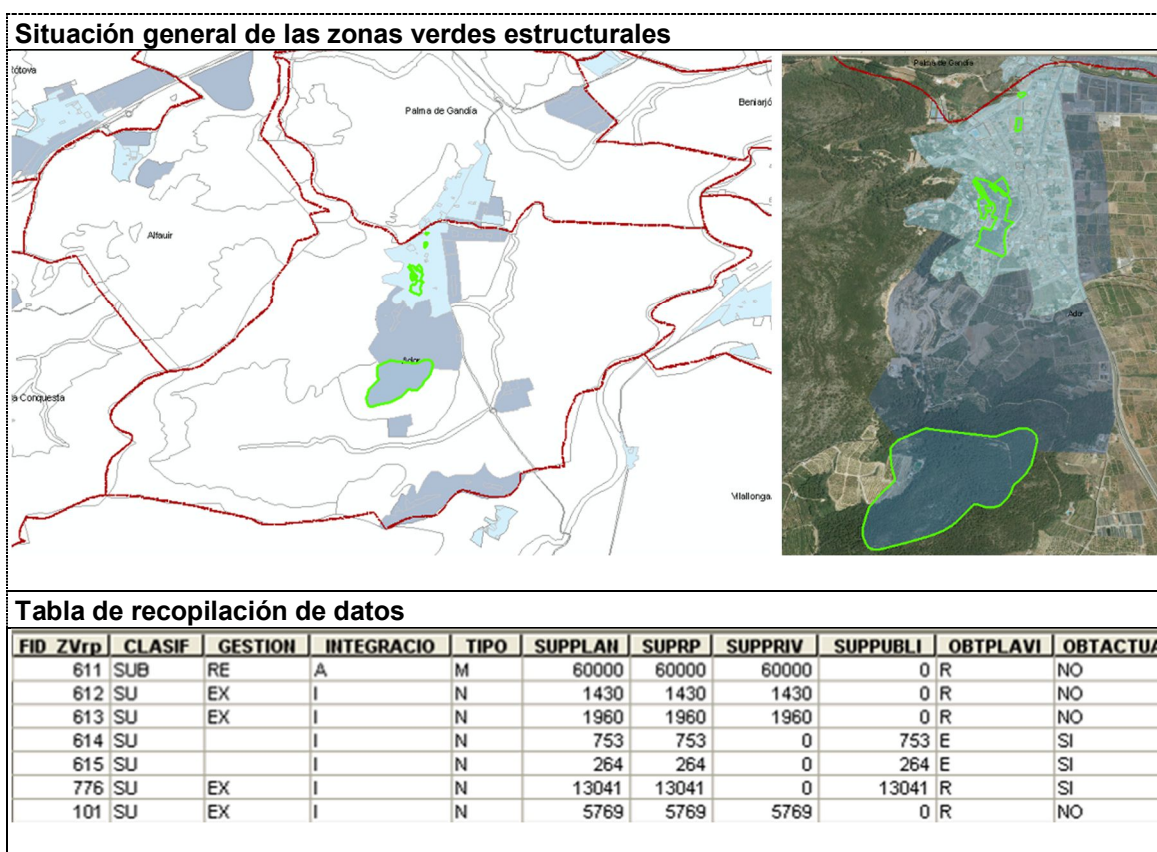 Situación general de las zonas verdes estructurales
Palma de Gandía
Beniarjó
Alfauir
Ador
a Conquesta
Vilallonga
Palma de Gandía
Ador
Tabla de recopilación de datos
FID_ZVrp CLASIF GESTION INTEGRACIO TIPO SUPPLAN SUPRP SUPPRIV SUPPUBLI OBTPLAVI OBTACTUA
611 SUB RE A M 60000 60000 60000 0 R NO
612 SU EX I N 1430 1430 1430 0 R NO
613 SU EX I N 1960 1960 1960 0 R NO
614 SU I N 753 753 0 753 E SI
615 SU I N 264 264 0 264 E SI
776 SU EX I N 13041 13041 0 13041 R SI
101 SU EX I N 5769 5769 5769 0 R NO